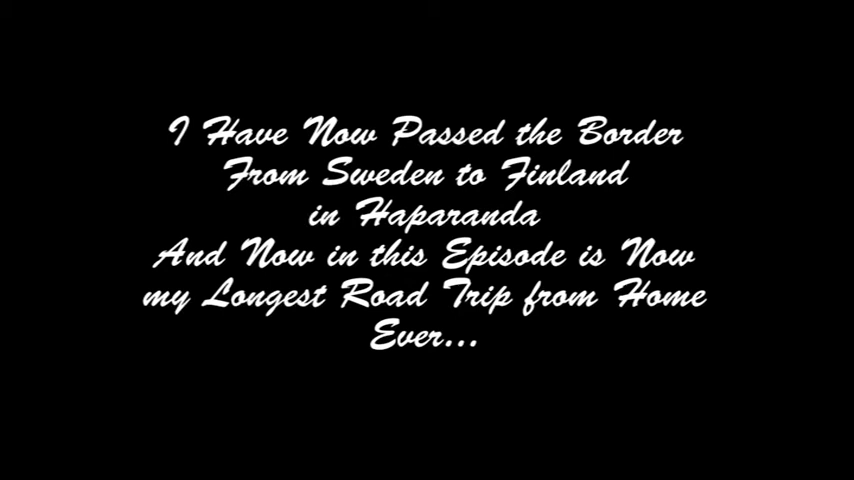 I Have Now Passed the Border
From Sweden to Finland
in Haparanda
And Now in this Episode is Now
my Longest Road Trip from Home
Ever...